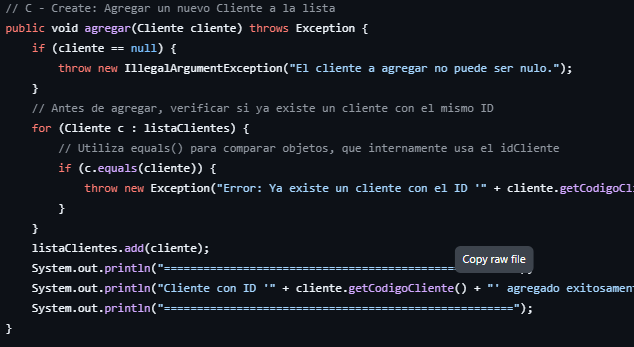 // C - Create: Agregar un nuevo Cliente a la lista
public void agregar(Cliente cliente) throws Exception {
    if (cliente == null) {
        throw new IllegalArgumentException("El cliente a agregar no puede ser nulo.");
    }
    // Antes de agregar, verificar si ya existe un cliente con el mismo ID
    for (Cliente c : listaClientes) {
        // Utiliza equals() para comparar objetos, que internamente usa el idCliente
        if (c.equals(cliente)) {
            throw new Exception("Error: Ya existe un cliente con el ID '" + cliente.getCodigoCli
        }
    }
    listaClientes.add(cliente);
Copy raw file
    System.out.println("================================================
    System.out.println("Cliente con ID '" + cliente.getCodigoCliente() + "' agregado exitosament
    System.out.println("====================================================");
}